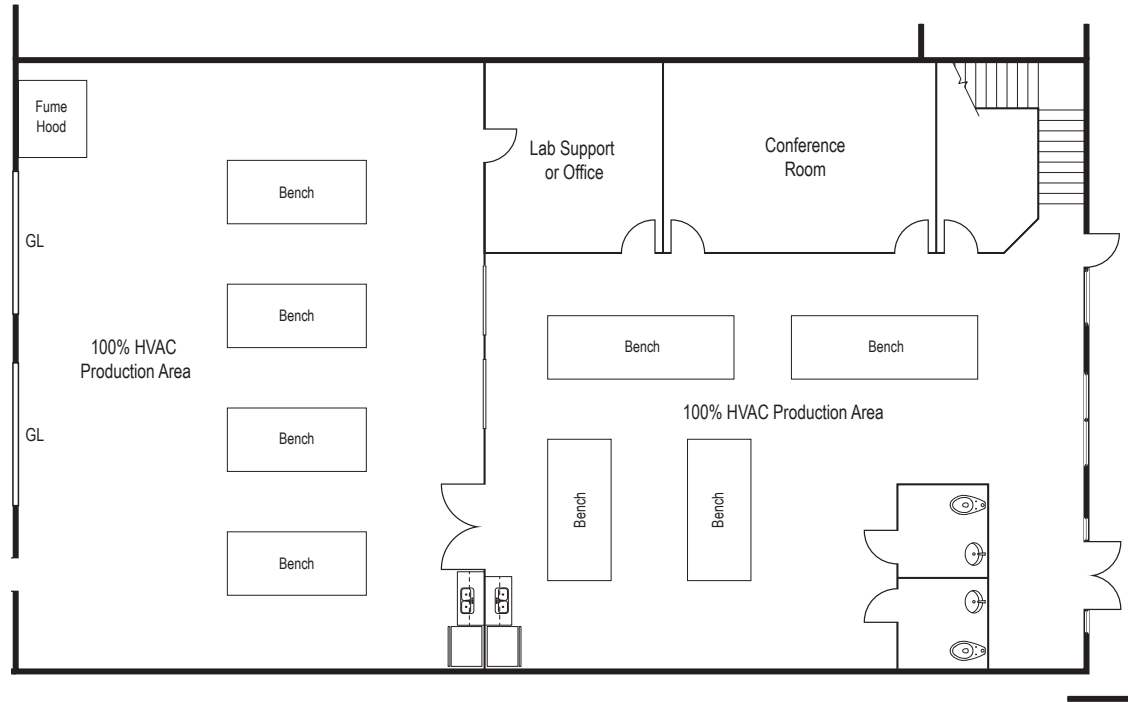 Fume
Hood
Lab Support
or Office
Conference
Room
Bench
GL
Bench
100% HVAC
Production Area
Bench
Bench
100% HVAC Production Area
GL
Bench
Bench
Bench
Bench